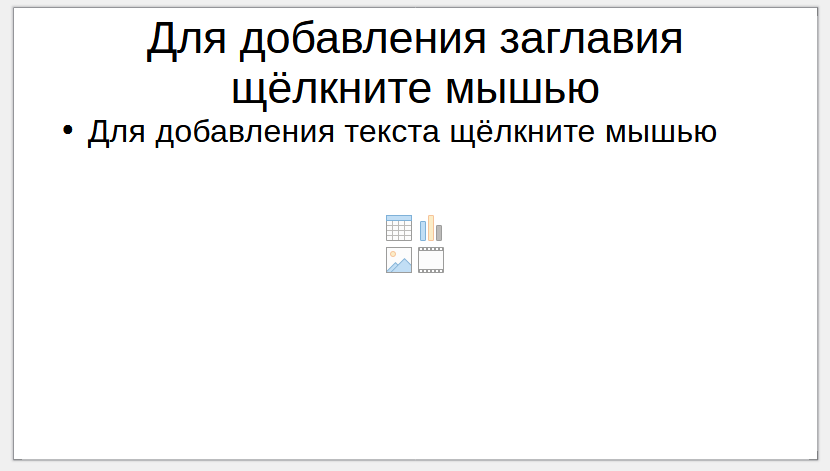 Для добавления заглавия
щёлкните мышью
• Для добавления текста щёлкните мышью